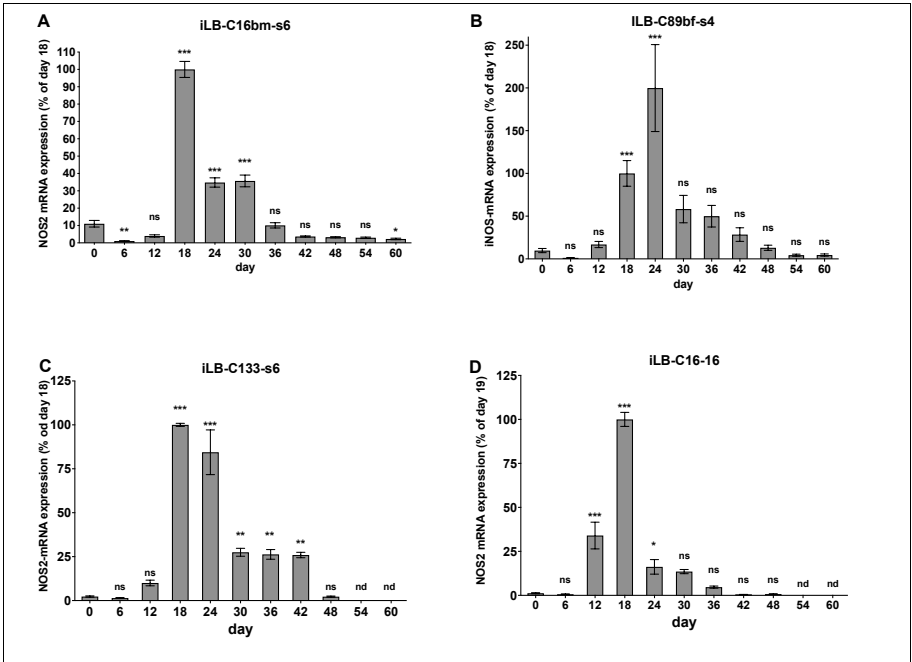 A
iLB-C16bm-s6
NOS2 mRNA expression (% of day 18)
110
100
90
80
70
60
50
40
30
20
10
0
***
***
***
**
ns
ns
ns
ns
ns
*
0 6 12 18 24 30 36 42 48 54 60
day
B
ILB-C89bf-s4
iNOS-mRNA expression (% of day 18)
250
200
150
100
50
0
***
***
ns
ns
ns
ns
ns
ns
ns
ns
0 6 12 18 24 30 36 42 48 54 60
day
C
iLB-C133-s6
NOS2-mRNA expression (% od day 18)
125
100
75
50
25
0
***
***
ns
ns
**
**
**
ns
nd
nd
0 6 12 18 24 30 36 42 48 54 60
day
D
iLB-C16-16
NOS2 mRNA expression (% of day 19)
125
100
75
50
25
0
***
***
ns
*
ns
ns
ns
ns
nd
nd
0 6 12 18 24 30 36 42 48 54 60
day